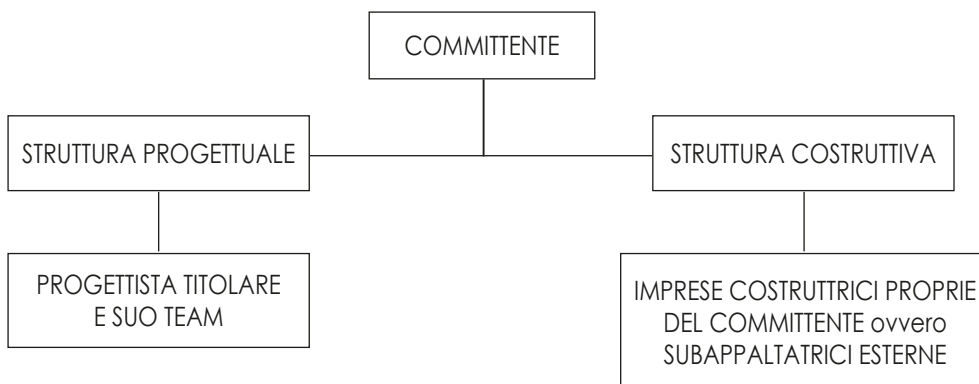 COMMITTENTE
STRUTTURA PROGETTUALE
STRUTTURA COSTRUTTIVA
PROGETTISTA TITOLARE
E SUO TEAM
IMPRESE COSTRUTTRICI PROPRIE
DEL COMMITTENTE ovvero
SUBAPPALTATRICI ESTERNE